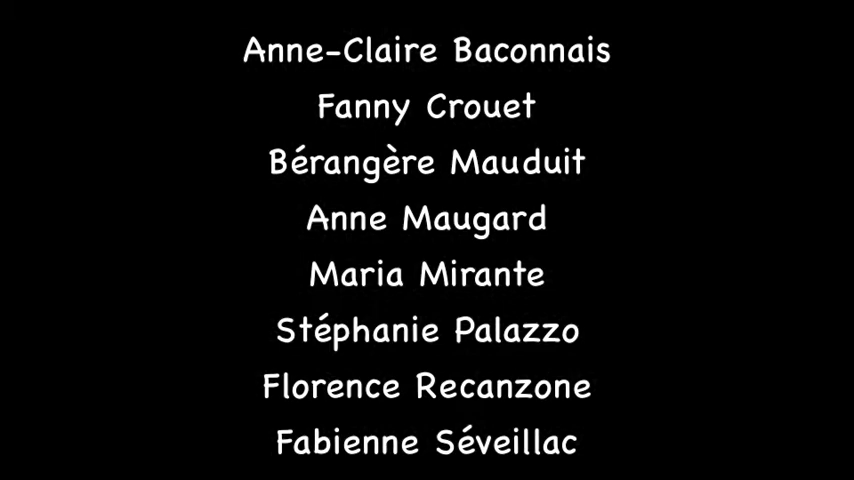 Anne-Claire Baconnais
Fanny Crouet
Bérangère Mauduit
Anne Maugard
Maria Mirante
Stéphanie Palazzo
Florence Recanzone
Fabienne Séveillac